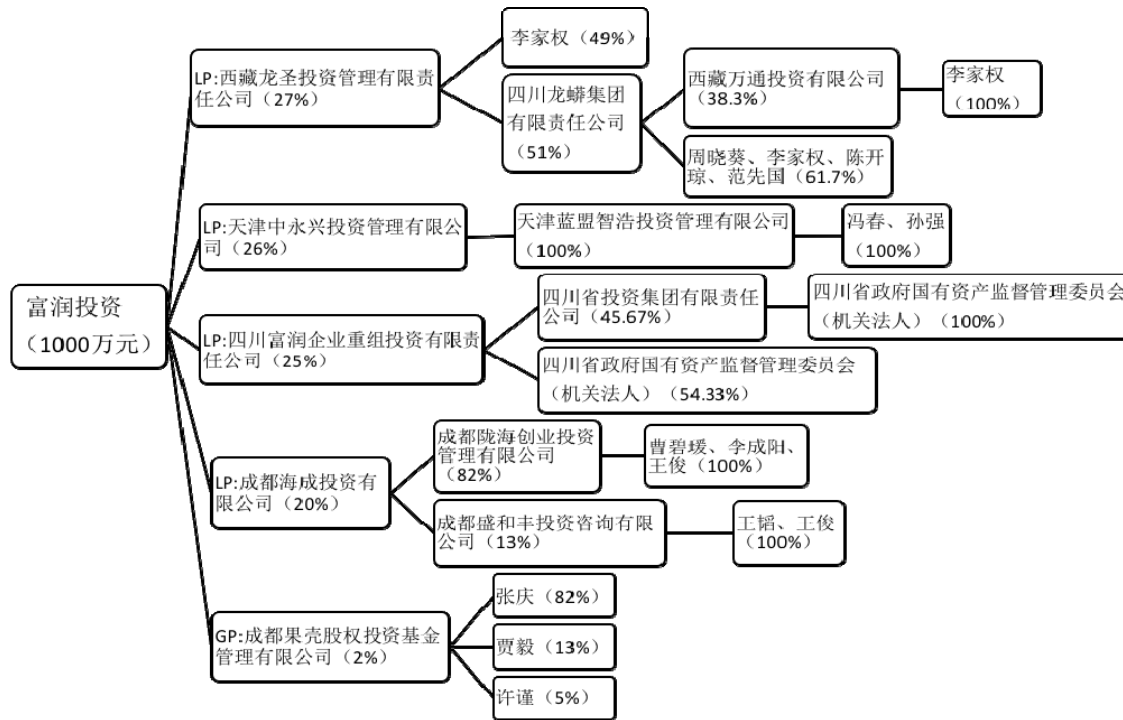 富润投资
（1000万元）
LP:西藏龙圣投资管理有限责
任公司（27%）
李家权（49%）
四川龙蟒集团
有限责任公司
（51%）
西藏万通投资有限公司
（38.3%）
李家权
（100%）
周晓葵、李家权、陈开
琼、范先国（61.7%）
LP:天津中永兴投资管理有限公
司（26%）
天津蓝盟智浩投资管理有限公司
（100%）
冯春、孙强
（100%）
LP:四川富润企业重组投资有限责
任公司（25%）
四川省投资集团有限责任
公司（45.67%）
四川省政府国有资产监督管理委员会
（机关法人）（100%）
四川省政府国有资产监督管理委员会
（机关法人）（54.33%）
LP:成都海成投资有
限公司（20%）
成都陇海创业投资
管理有限公司
（82%）
曹碧瑗、李成阳、
王俊（100%）
成都盛和丰投资咨询有限
公司（13%）
王韬、王俊
（100%）
GP:成都果壳股权投资基金
管理有限公司（2%）
张庆（82%）
贾毅（13%）
许谨（5%）